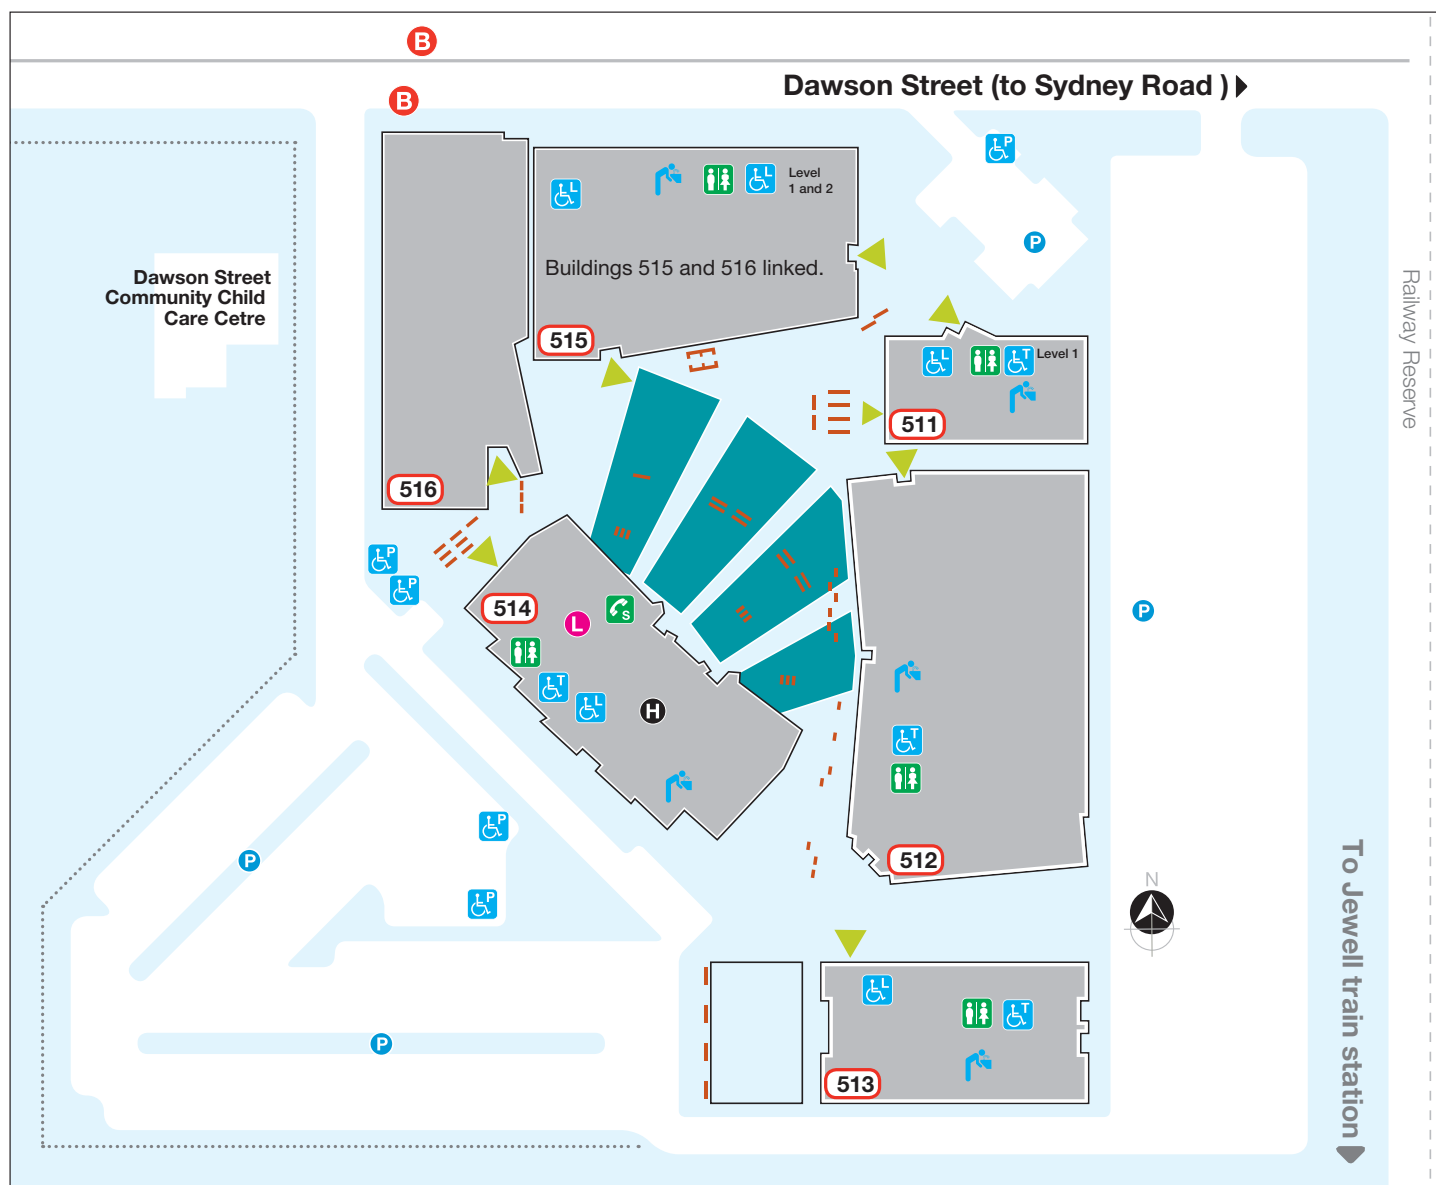 B
Dawson Street (to Sydney Road )
B
P
L
L
Level
1 and 2
P
Buildings 515 and 516 linked.
Dawson Street
Community Child
Care Cetre
Railway Reserve
515
L
T
Level 1
511
516
P
P
514
L
S
P
T
L
H
T
P
P
512
P
To Jewell train station
N
L
T
P
513